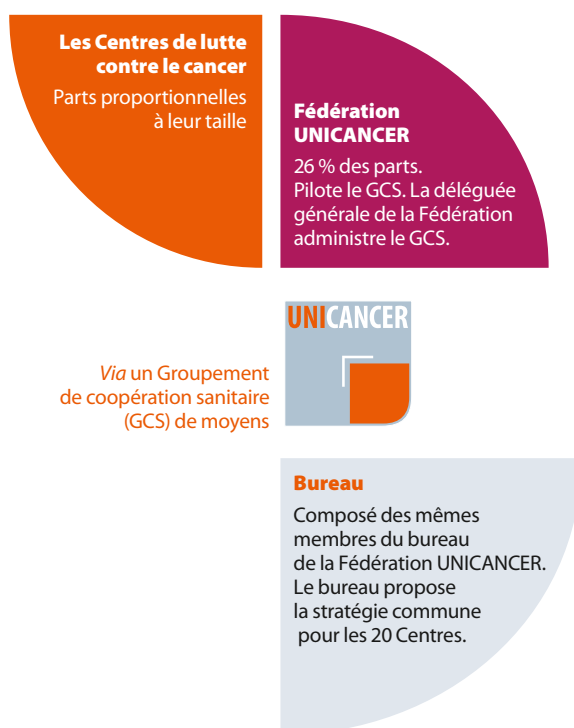 Les Centres de lutte
contre le cancer
Parts proportionnelles
à leur taille
Fédération
UNICANCER
26 % des parts.
Pilote le GCS. La déléguée
générale de la Fédération
administre le GCS.
UNICANCER
Via un Groupement
de coopération sanitaire
(GCS) de moyens
Bureau
Composé des mêmes
membres du bureau
de la Fédération UNICANCER.
Le bureau propose
la stratégie commune
pour les 20 Centres.